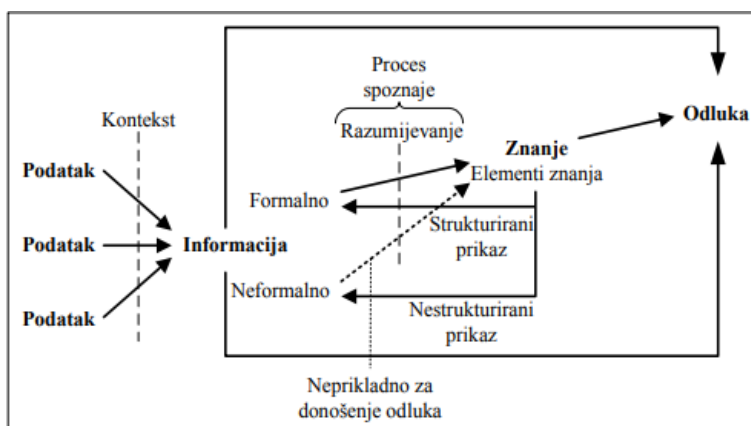 Proces
spoznaje
Kontekst
Razumijevanje
Odluka
Podatak
Znanje
Elementi znanja
Formalno
Strukturirani
prikaz
Podatak
Informacija
Neformalno
Nestrukturirani
prikaz
Podatak
Neprikladno za
donošenje odluka